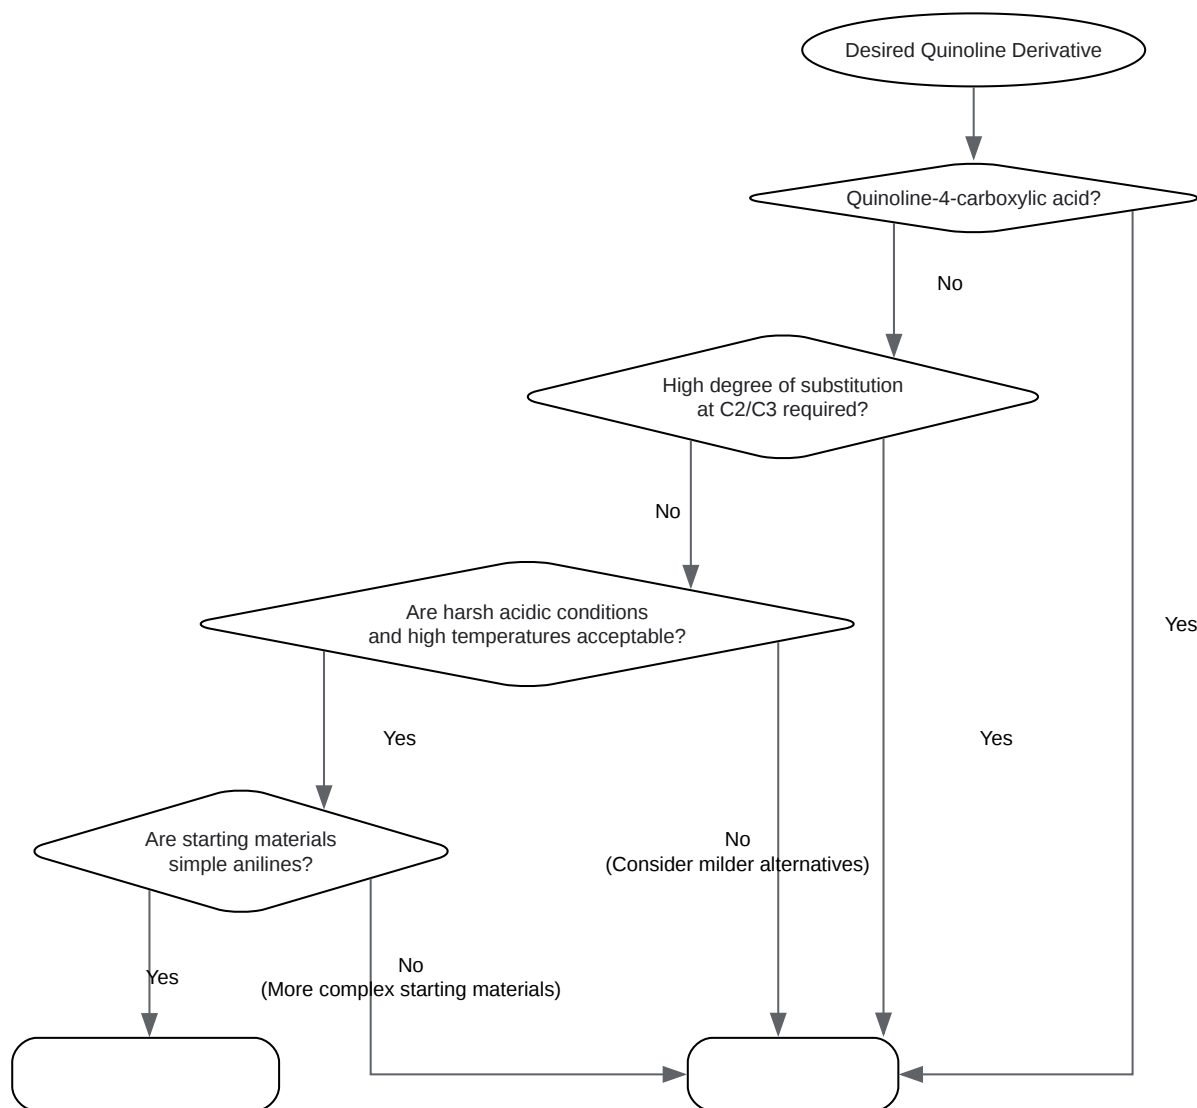 Desired Quinoline Derivative
Quinoline-4-carboxylic acid?
No
High degree of substitution
at C2/C3 required?
No
Are harsh acidic conditions
and high temperatures acceptable?
Yes
Yes
Yes
Are starting materials
simple anilines?
No
(Consider milder alternatives)
Yes
No
(More complex starting materials)